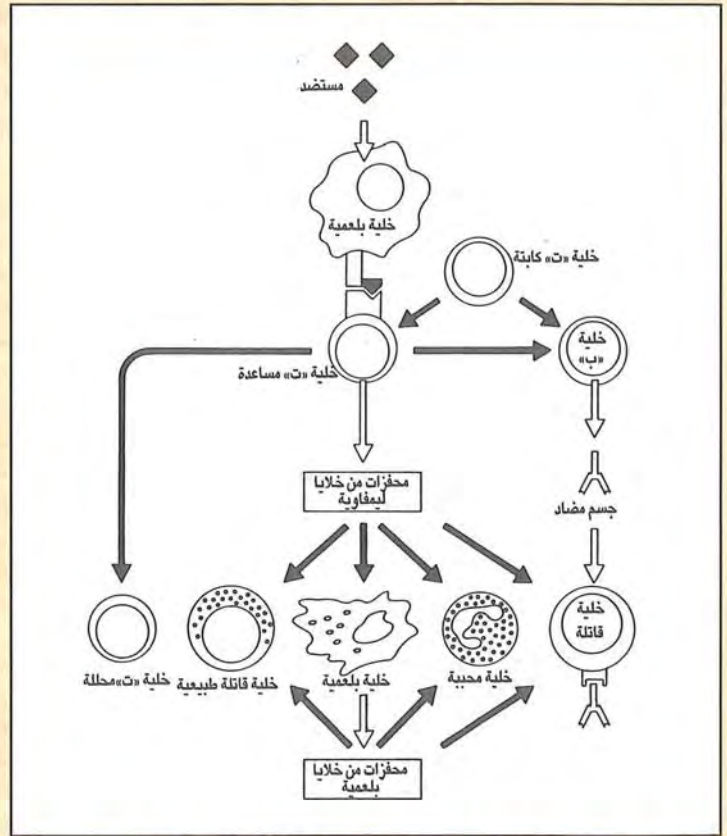 مستضد
خلية بلعمية
خلية «ت» كابتة
خلية
«ب»
خلية «ت» مساعدة
محفزات من خلايا
ليمفاوية
جسم مضاد
خلية
قاتلة
خلية محببة
خلية بلعمية
خلية قاتلة طبيعية
خلية «ت» محللة
محفزات من خلايا
بلعمية